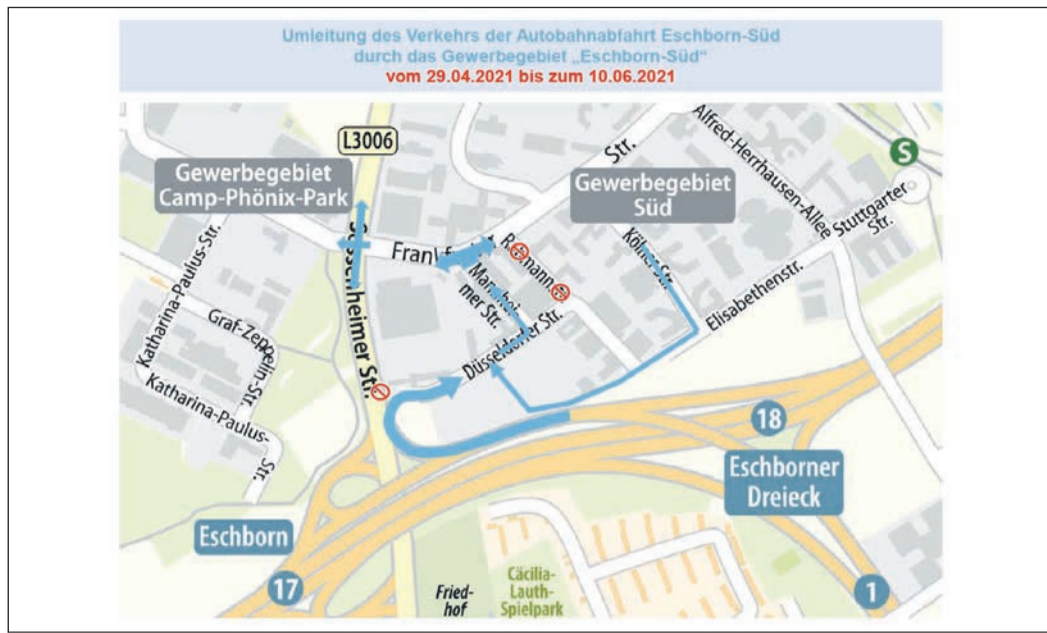 Umleitung des Verkehrs der Autobahnabfahrt Eschborn-Süd
durch das Gewerbegebiet „Eschborn-Süd“
vom 29.04.2021 bis zum 10.06.2021
L3006
Str.
Alfred-Herrhausen-Allee
S
Gewerbegebiet
Camp-Phönix-Park
Gewerbegebiet
Süd
Stuttgarter
Str.
Kölner Str.
Katharina-Paulus-Str.
Elisabethenstr.
Graf-Zeppelin-Str.
Düsseldorfer Str.
Katharina-Paulus-
Str.
18
Eschborner
Dreieck
Eschborn
17
1
Fried-
hof
Cäcilia-
Lauth-
Spielpark